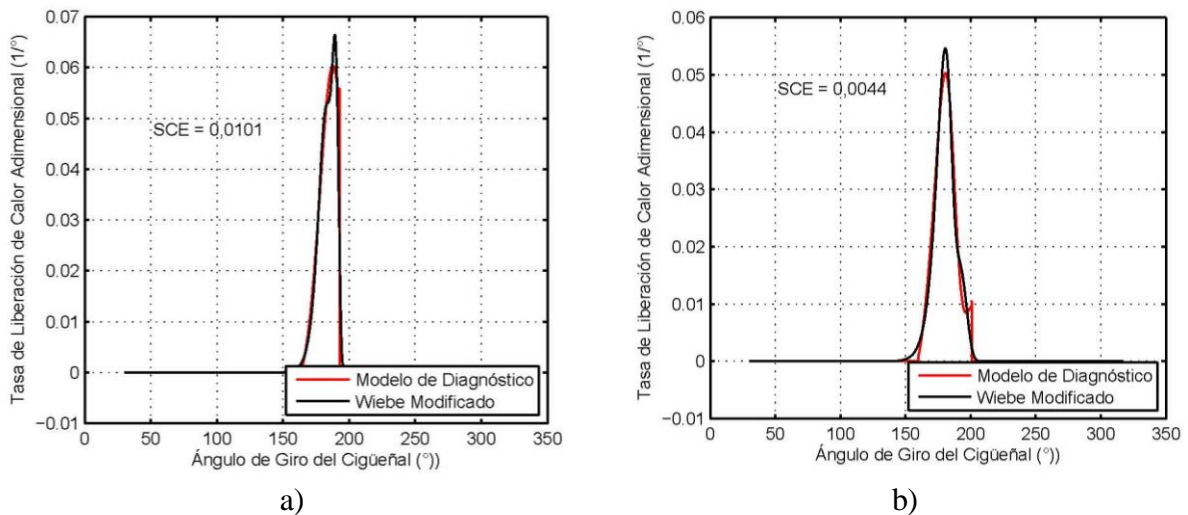 0.07
0.06
0.05
0.04
0.03
0.02
0.01
0
−0.01
Tasa de Liberación de Calor Adimensional (1/°)
SCE = 0,0101
Modelo de Diagnóstico
Wiebe Modificado
0 50 100 150 200 250 300 350
Ángulo de Giro del Cigüeñal (°))
a)
0.06
0.05
0.04
0.03
0.02
0.01
0
−0.01
Tasa de Liberación de Calor Adimensional (1/°)
SCE = 0,0044
Modelo de Diagnóstico
Wiebe Modificado
0 50 100 150 200 250 300 350
Ángulo de Giro del Cigüeñal (°))
b)